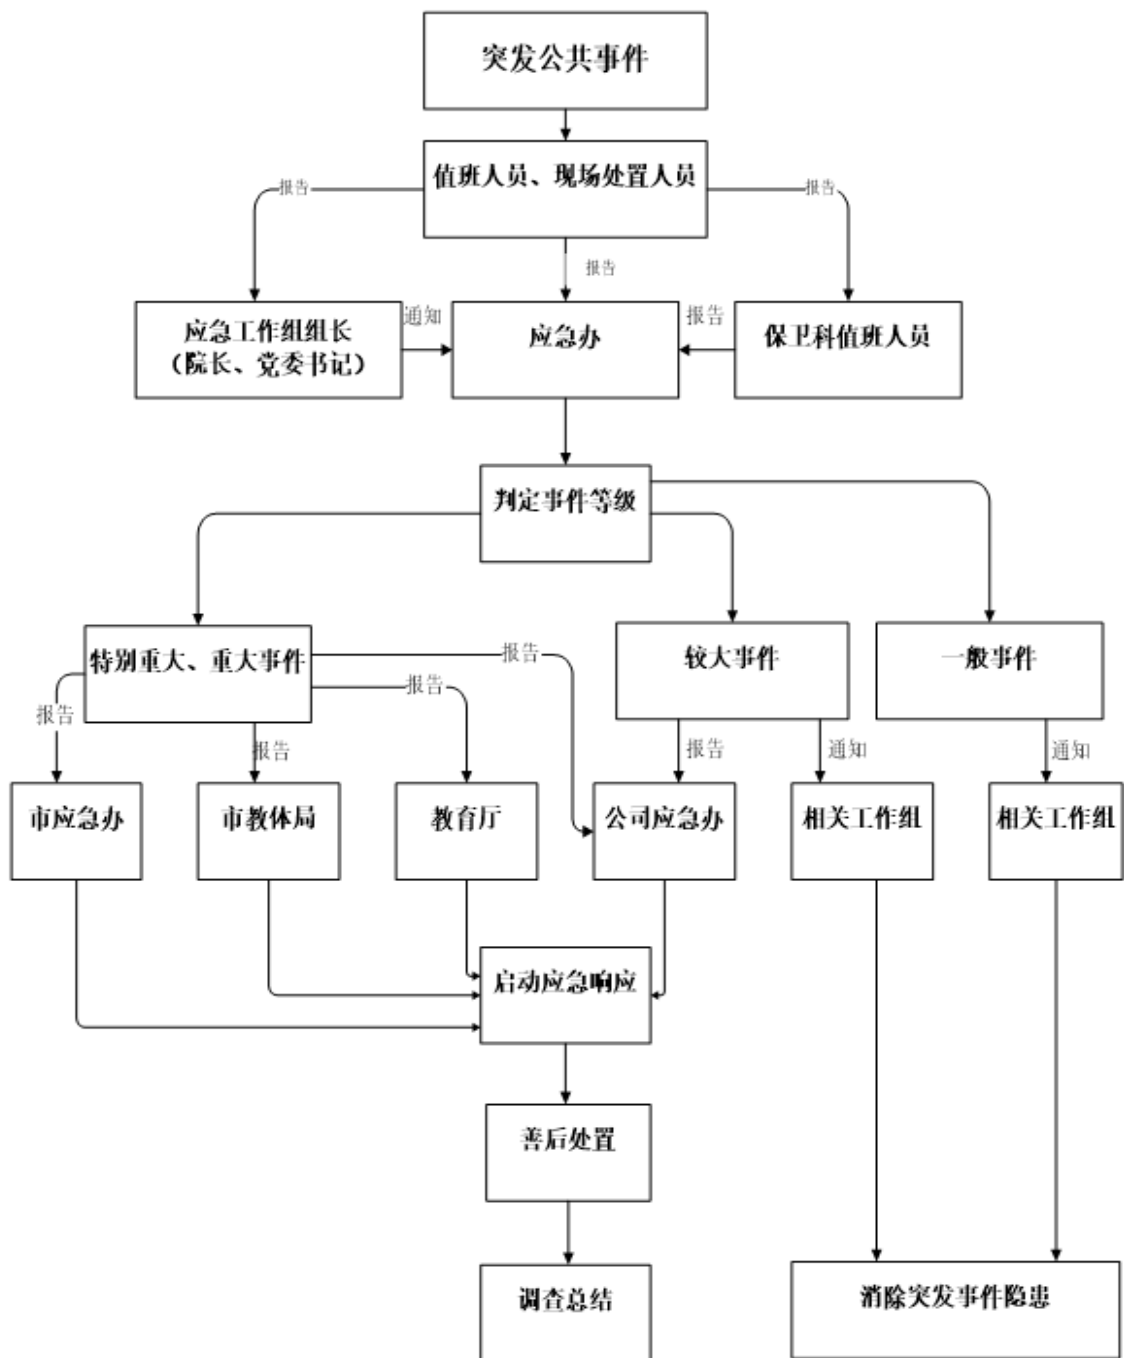 突发公共事件
值班人员、现场处置人员
报告
报告
报告
应急工作组组长
（院长、党委书记）
通知
应急办
报告
保卫科值班人员
判定事件等级
特别重大、重大事件
报告
较大事件
一般事件
报告
报告
报告
报告
通知
通知
市应急办
市教体局
教育厅
公司应急办
相关工作组
相关工作组
启动应急响应
善后处置
调查总结
消除突发事件隐患